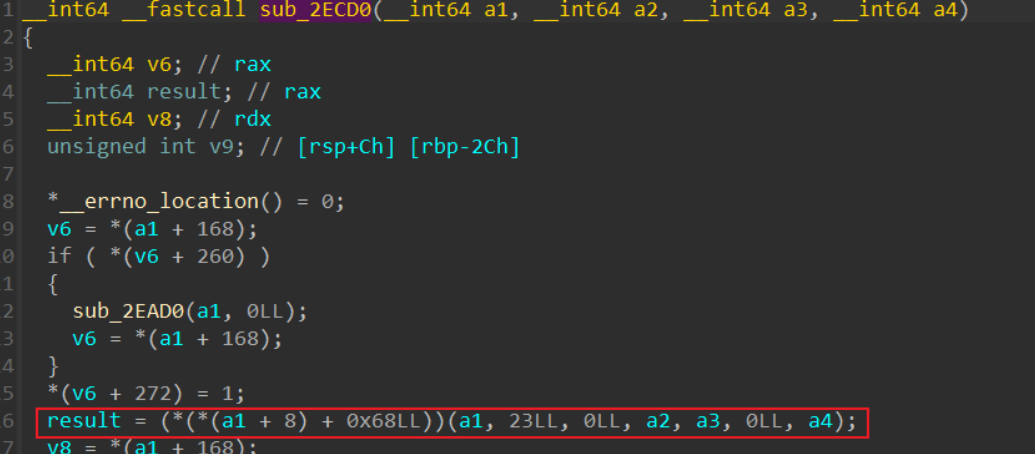 1 __int64 __fastcall sub_2ECD0(__int64 a1, __int64 a2, __int64 a3, __int64 a4)
2 {
3 __int64 v6; // rax
4 __int64 result; // rax
5 __int64 v8; // rdx
6 unsigned int v9; // [rsp+Ch] [rbp-2Ch]
7
8 *__errno_location() = 0;
9 v6 = *(a1 + 168);
0 if ( *(v6 + 260) )
1 {
2 sub_2EAD0(a1, 0LL);
3 v6 = *(a1 + 168);
4 }
5 *(v6 + 272) = 1;
6 result = (*(*(a1 + 8) + 0x68LL))(a1, 23LL, 0LL, a2, a3, 0LL, a4);
7 v8 = *(a1 + 168);